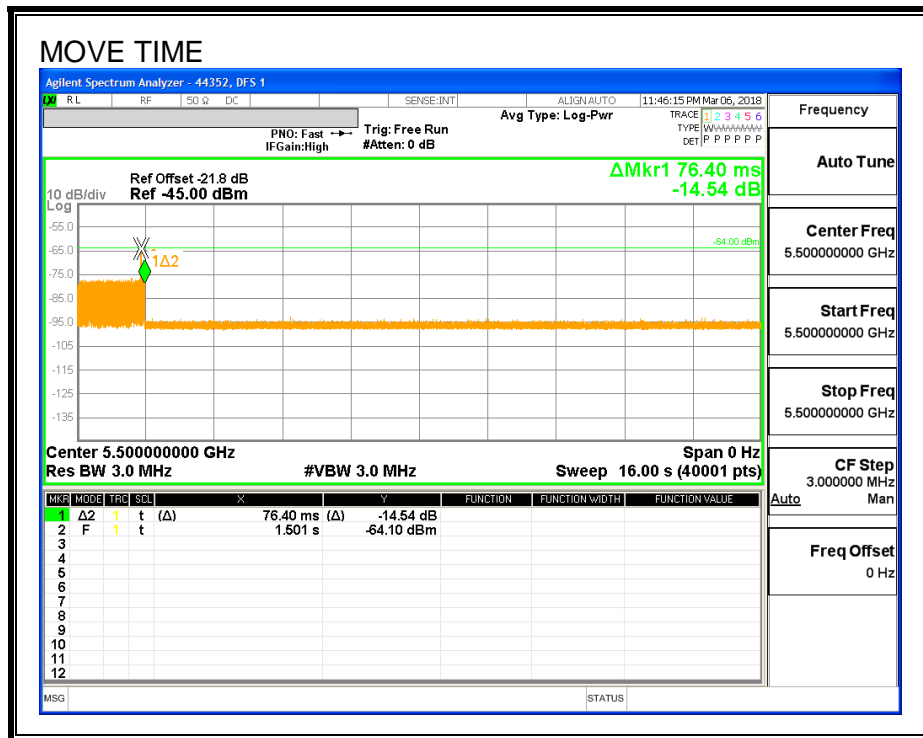 MOVE TIME
Agilent Spectrum Analyzer - 44352, DFS 1
LXI RL RF 50 Ω DC SENSE:INT ALIGN AUTO 11:46:15 PM Mar 06, 2018
PNO: Fast Trig: Free Run Avg Type: Log-Pwr TRACE 1 2 3 4 5 6
IFGain:High #Atten: 0 dB TYPE W
DET P P P P P P
ΔMkr1 76.40 ms
-14.54 dB
Ref Offset -21.8 dB
10 dB/div Ref -45.00 dBm
Log
-55.0
-65.0
-75.0
-85.0
-95.0
-105
-115
-125
-135
-64.00 dBm
1Δ2
Center 5.500000000 GHz Span 0 Hz
Res BW 3.0 MHz #VBW 3.0 MHz Sweep 16.00 s (40001 pts)
MKR MODE TRC SCL X Y FUNCTION FUNCTION WIDTH FUNCTION VALUE
1 Δ2 1 t (Δ) 76.40 ms (Δ) -14.54 dB
2 F 1 t 1.501 s -64.10 dBm
3
4
5
6
7
8
9
10
11
12
MSG STATUS
Frequency
Auto Tune
Center Freq
5.500000000 GHz
Start Freq
5.500000000 GHz
Stop Freq
5.500000000 GHz
CF Step
3.000000 MHz
Auto Man
Freq Offset
0 Hz